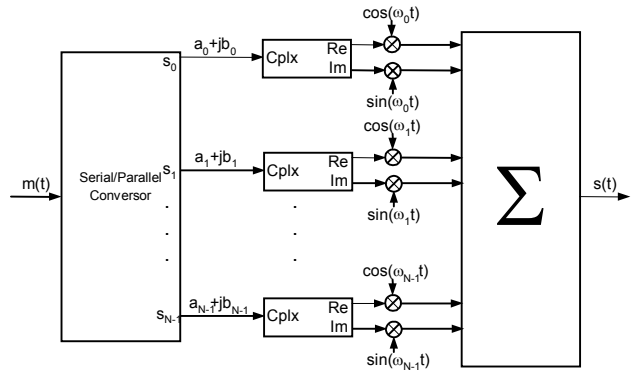 cos(ω0t)
a0+jb0
s0
Cplx
Re
Im
sin(ω0t)
cos(ω1t)
a1+jb1
s1
Cplx
Re
Im
sin(ω1t)
m(t)
Serial/Parallel
Conversor
Σ
s(t)
.
.
.
.
.
.
cos(ωN-1t)
aN-1+jbN-1
sN-1
Cplx
Re
Im
sin(ωN-1t)